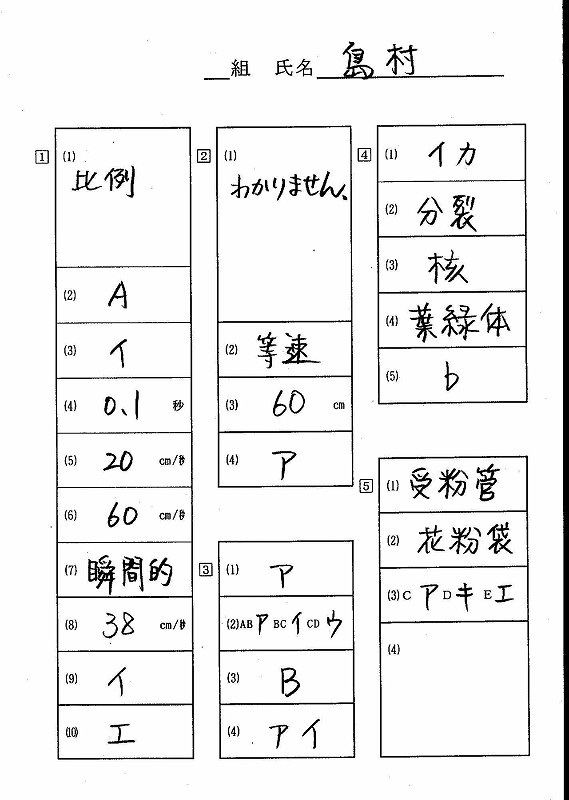 組 氏名 島村
1
(1)
比例
(2) A
(3) イ
(4) 0.1 秒
(5) 20 cm/秒
(6) 60 cm/秒
(7) 瞬間的
(8) 38 cm/秒
(9) イ
(10) エ
2
(1)
わかりません、
(2) 等速
(3) 60 cm
(4) ア
3
(1) ア
(2)AB ア BC イ CD ウ
(3) B
(4) アイ
4
(1) イカ
(2) 分裂
(3) 核
(4) 葉緑体
(5) b
5
(1) 受粉管
(2) 花粉袋
(3)C ア D キ E エ
(4)